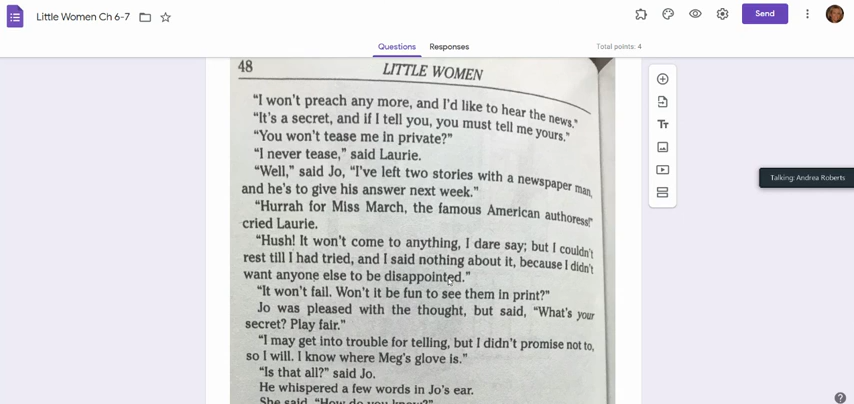 Little Women Ch 6-7
Send
Questions Responses
Total points: 4
48 LITTLE WOMEN
"I won't preach any more, and I'd like to hear the news."
"It's a secret, and if I tell you, you must tell me yours."
"You won't tease me in private?"
"I never tease," said Laurie.
"Well," said Jo, "I've left two stories with a newspaper man,
and he's to give his answer next week."
"Hurrah for Miss March, the famous American authoress!"
cried Laurie.
"Hush! It won't come to anything, I dare say; but I couldn't
rest till I had tried, and I said nothing about it, because I didn't
want anyone else to be disappointed."
"It won't fail. Won't it be fun to see them in print?"
Jo was pleased with the thought, but said, "What's your
secret? Play fair."
"I may get into trouble for telling, but I didn't promise not to,
so I will. I know where Meg's glove is."
"Is that all?" said Jo.
He whispered a few words in Jo's ear.
She said, "How do you know?"
Tт
Talking: Andrea Roberts